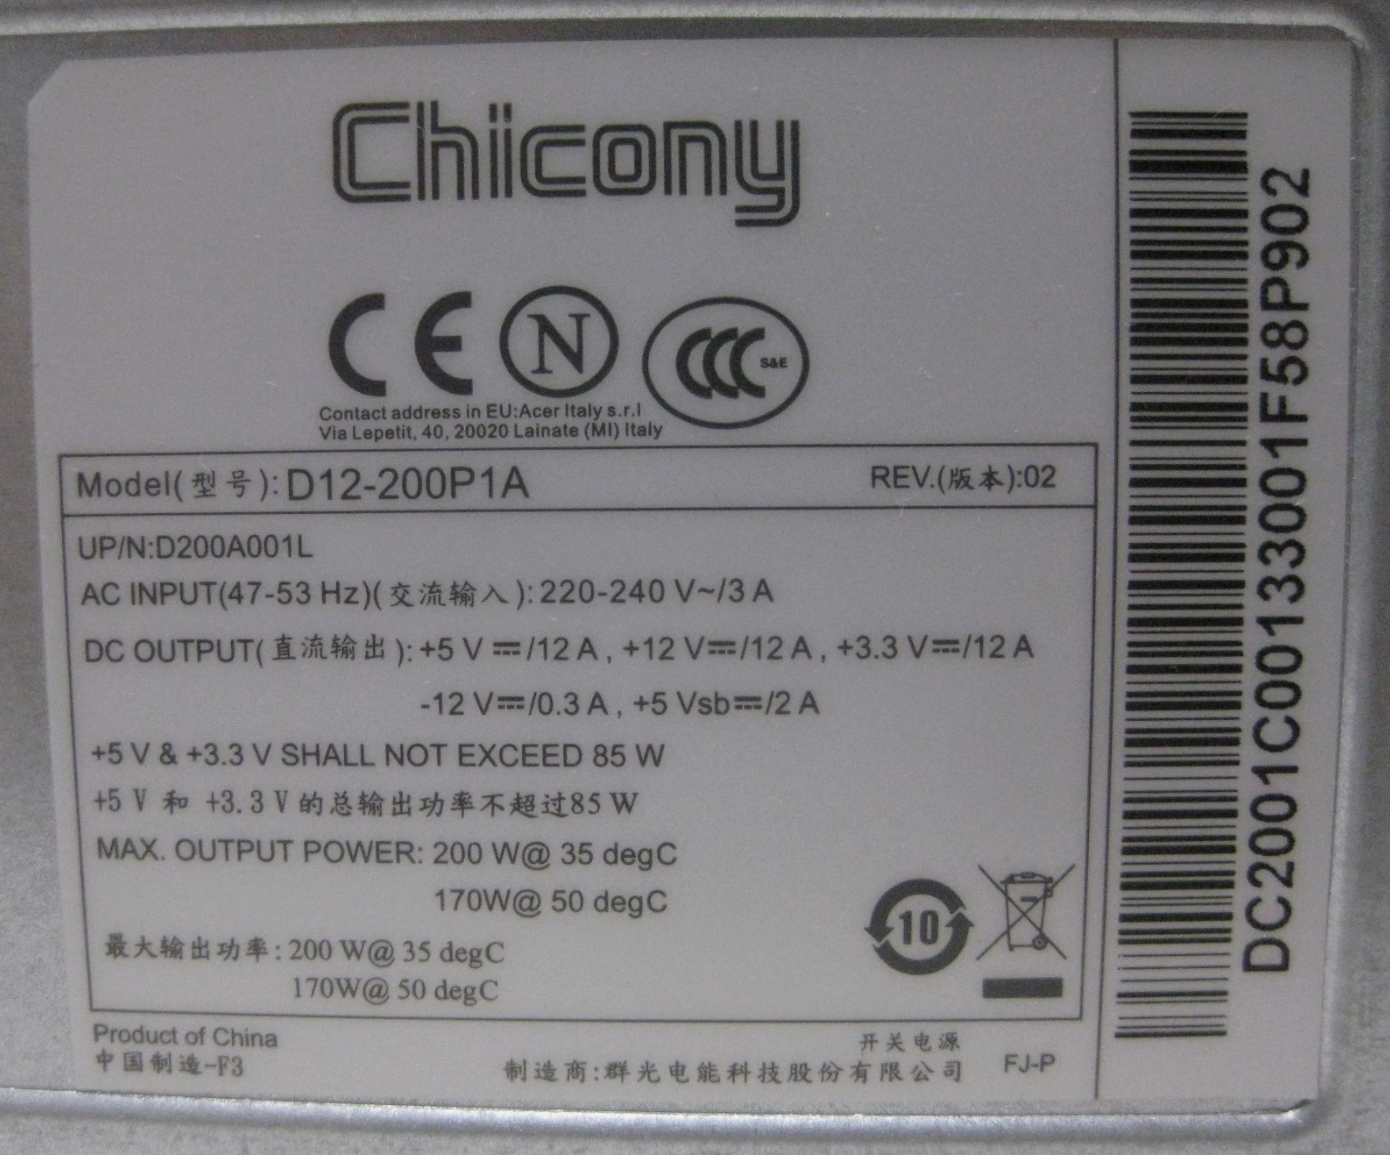 Chicony
CE N CCC S&E
Contact address in EU:Acer Italy s.r.l
Via Lepetit, 40, 20020 Lainate (MI) Italy
Model(型号):D12-200P1A REV.(版本):02
UP/N:D200A001L
AC INPUT(47-53 Hz)(交流输入):220-240 V~/3 A
DC OUTPUT(直流输出):+5 V⎓/12 A, +12 V⎓/12 A, +3.3 V⎓/12 A
-12 V⎓/0.3 A, +5 Vsb⎓/2 A
+5 V & +3.3 V SHALL NOT EXCEED 85 W
+5 V 和 +3.3 V 的总输出功率不超过85 W
MAX. OUTPUT POWER: 200 W@ 35 degC
170W@ 50 degC
最大输出功率: 200 W@ 35 degC
170W@ 50 degC
10
Product of China
中国制造-F3
开关电源
制造商:群光电能科技股份有限公司 FJ-P
DC2001C00133001F58P902